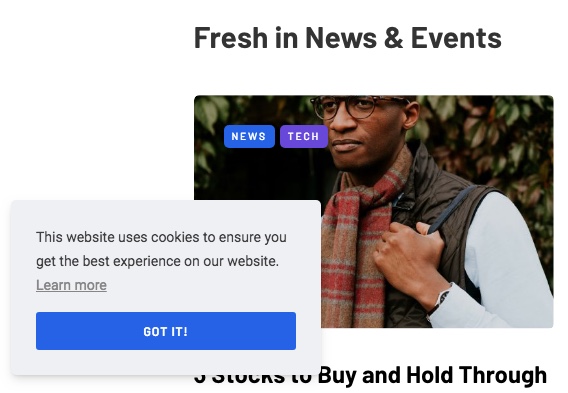 Fresh in News & Events
NEWS
TECH
This website uses cookies to ensure you
get the best experience on our website.
Learn more
GOT IT!
5 Stocks to Buy and Hold Through